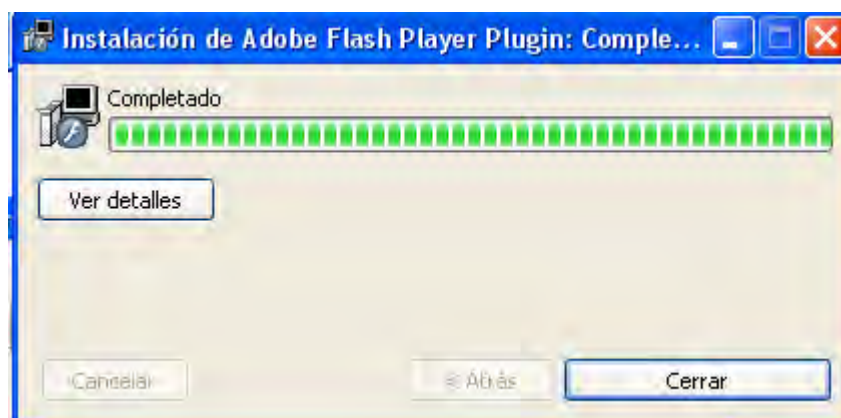 Instalación de Adobe Flash Player Plugin: Comple...
Completado
Ver detalles
Cancelar
< Atrás
Cerrar